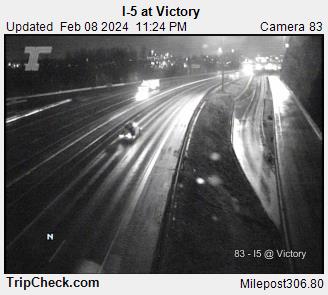 I-5 at Victory
Updated  Feb 08 2024  11:24 PM
Camera 83
T
N
83 - I5 @ Victory
TripCheck.com
Milepost306.80